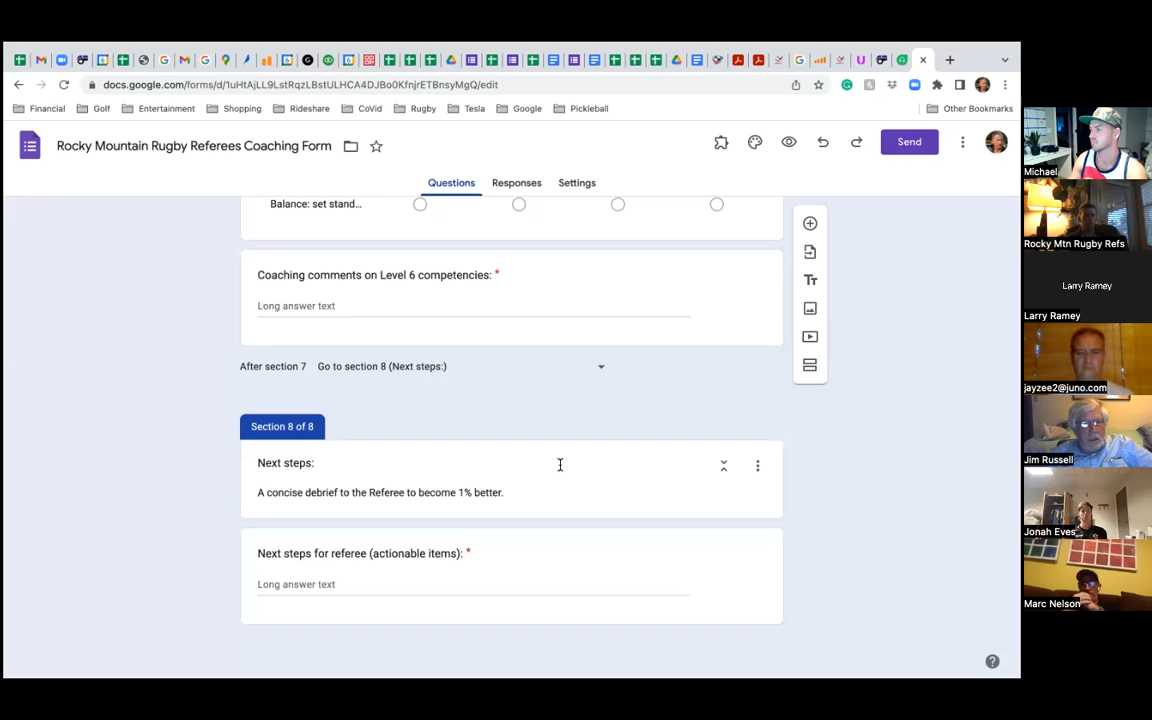 docs.google.com/forms/d/1uHtAjLL9LstRqzLBstULHCA4DJBo0KfnjrETBnsyMgQ/edit
Financial Golf Entertainment Shopping Rideshare CoVid Rugby Tesla Google Pickleball Other Bookmarks
Rocky Mountain Rugby Referees Coaching Form
Send
Questions Responses Settings
Balance: set stand...
Coaching comments on Level 6 competencies: *
Long answer text
After section 7 Go to section 8 (Next steps:)
Section 8 of 8
Next steps:
A concise debrief to the Referee to become 1% better.
Next steps for referee (actionable items): *
Long answer text
Michael
Rocky Mtn Rugby Refs
Larry Ramey
Larry Ramey
jayzee2@juno.com
Jim Russell
Jonah Eves
Marc Nelson